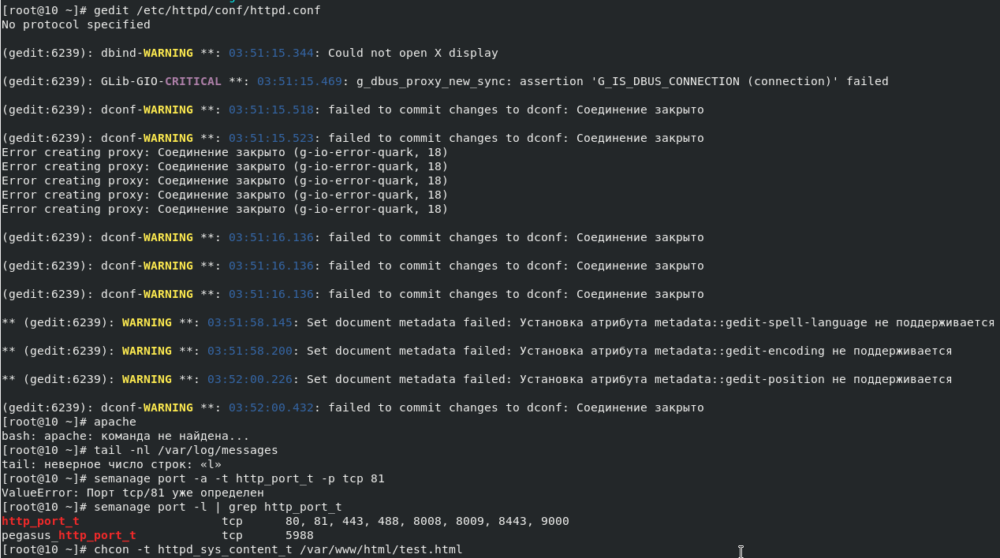 [root@10 ~]# gedit /etc/httpd/conf/httpd.conf
No protocol specified
(gedit:6239): dbind-WARNING **: 03:51:15.344: Could not open X display
(gedit:6239): GLib-GIO-CRITICAL **: 03:51:15.469: g_dbus_proxy_new_sync: assertion 'G_IS_DBUS_CONNECTION (connection)' failed
(gedit:6239): dconf-WARNING **: 03:51:15.518: failed to commit changes to dconf: Соединение закрыто
(gedit:6239): dconf-WARNING **: 03:51:15.523: failed to commit changes to dconf: Соединение закрыто
Error creating proxy: Соединение закрыто (g-io-error-quark, 18)
Error creating proxy: Соединение закрыто (g-io-error-quark, 18)
Error creating proxy: Соединение закрыто (g-io-error-quark, 18)
Error creating proxy: Соединение закрыто (g-io-error-quark, 18)
Error creating proxy: Соединение закрыто (g-io-error-quark, 18)
(gedit:6239): dconf-WARNING **: 03:51:16.136: failed to commit changes to dconf: Соединение закрыто
(gedit:6239): dconf-WARNING **: 03:51:16.136: failed to commit changes to dconf: Соединение закрыто
(gedit:6239): dconf-WARNING **: 03:51:16.136: failed to commit changes to dconf: Соединение закрыто
** (gedit:6239): WARNING **: 03:51:58.145: Set document metadata failed: Установка атрибута metadata::gedit-spell-language не поддерживается
** (gedit:6239): WARNING **: 03:51:58.200: Set document metadata failed: Установка атрибута metadata::gedit-encoding не поддерживается
** (gedit:6239): WARNING **: 03:52:00.226: Set document metadata failed: Установка атрибута metadata::gedit-position не поддерживается
(gedit:6239): dconf-WARNING **: 03:52:00.432: failed to commit changes to dconf: Соединение закрыто
[root@10 ~]# apache
bash: apache: команда не найдена...
[root@10 ~]# tail -nl /var/log/messages
tail: неверное число строк: «l»
[root@10 ~]# semanage port -a -t http_port_t -p tcp 81
ValueError: Порт tcp/81 уже определен
[root@10 ~]# semanage port -l | grep http_port_t
http_port_t tcp 80, 81, 443, 488, 8008, 8009, 8443, 9000
pegasus_http_port_t tcp 5988
[root@10 ~]# chcon -t httpd_sys_content_t /var/www/html/test.html